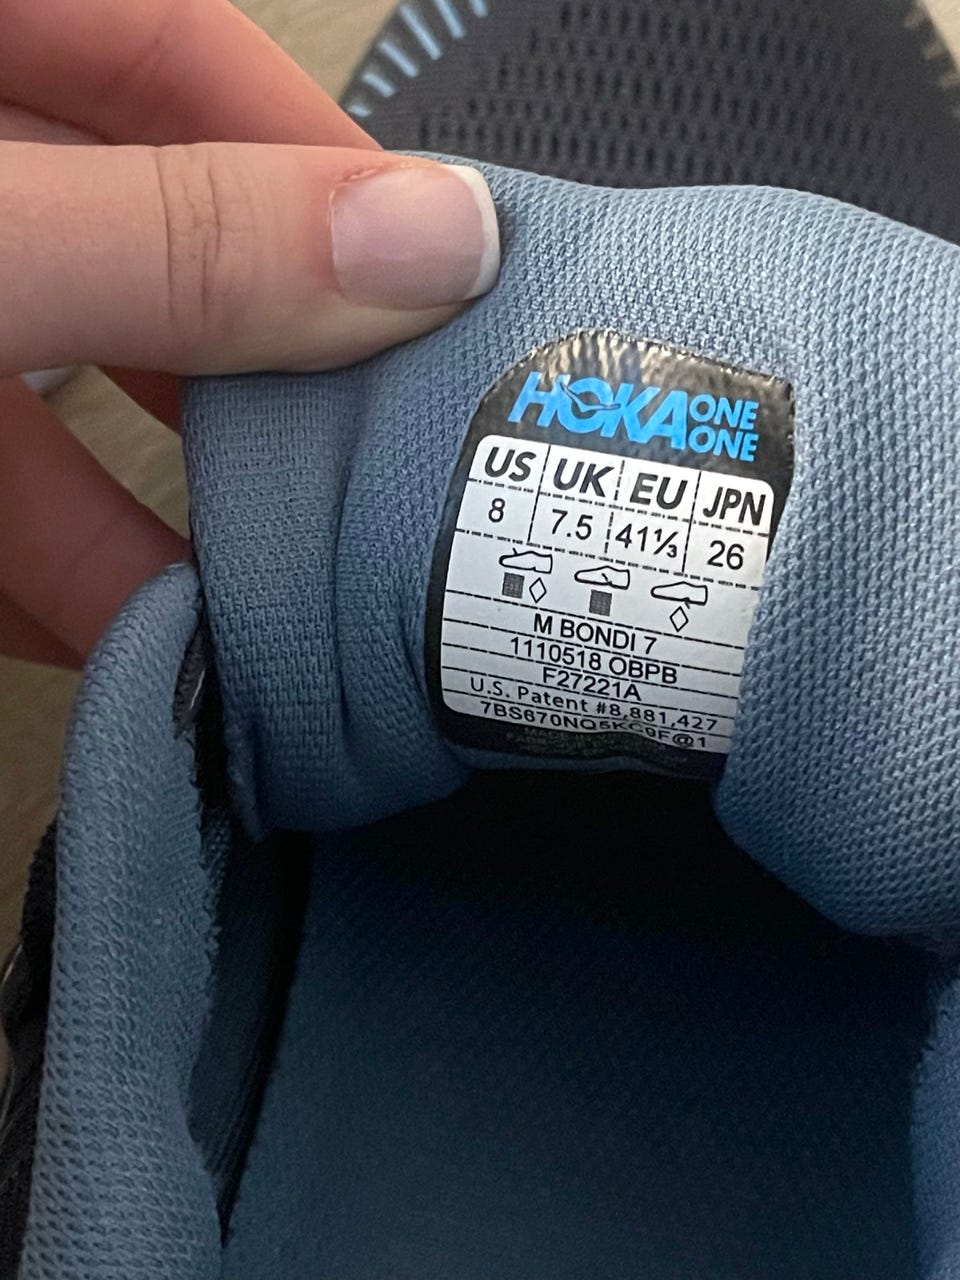 HOKA ONE ONE
US UK EU JPN
8 7.5 41⅓ 26
M BONDI 7
1110518 OBPB
F27221A
U.S. Patent #8,881,427
7BS670NQ5KC9F@1